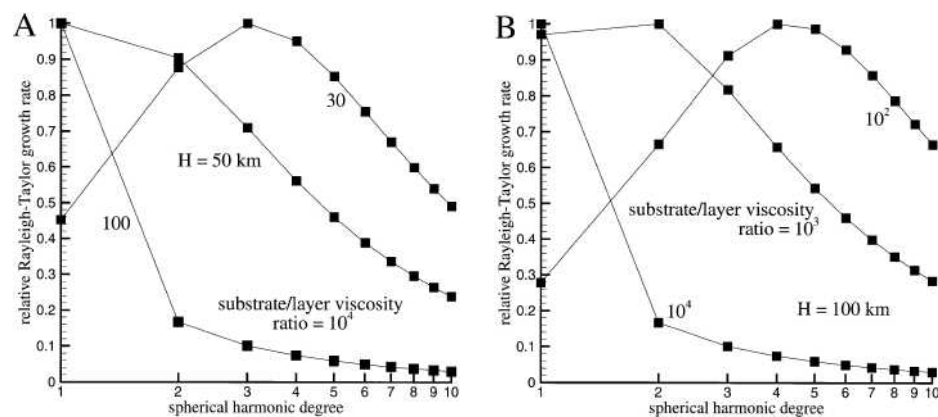 A
relative Rayleigh-Taylor growth rate
1
0.9
0.8
0.7
0.6
0.5
0.4
0.3
0.2
0.1
0
30
H = 50 km
100
substrate/layer viscosity
ratio = 10⁴
1 2 3 4 5 6 7 8 9 10
spherical harmonic degree
B
relative Rayleigh-Taylor growth rate
1
0.9
0.8
0.7
0.6
0.5
0.4
0.3
0.2
0.1
0
10²
substrate/layer viscosity
ratio = 10³
10⁴
H = 100 km
1 2 3 4 5 6 7 8 9 10
spherical harmonic degree